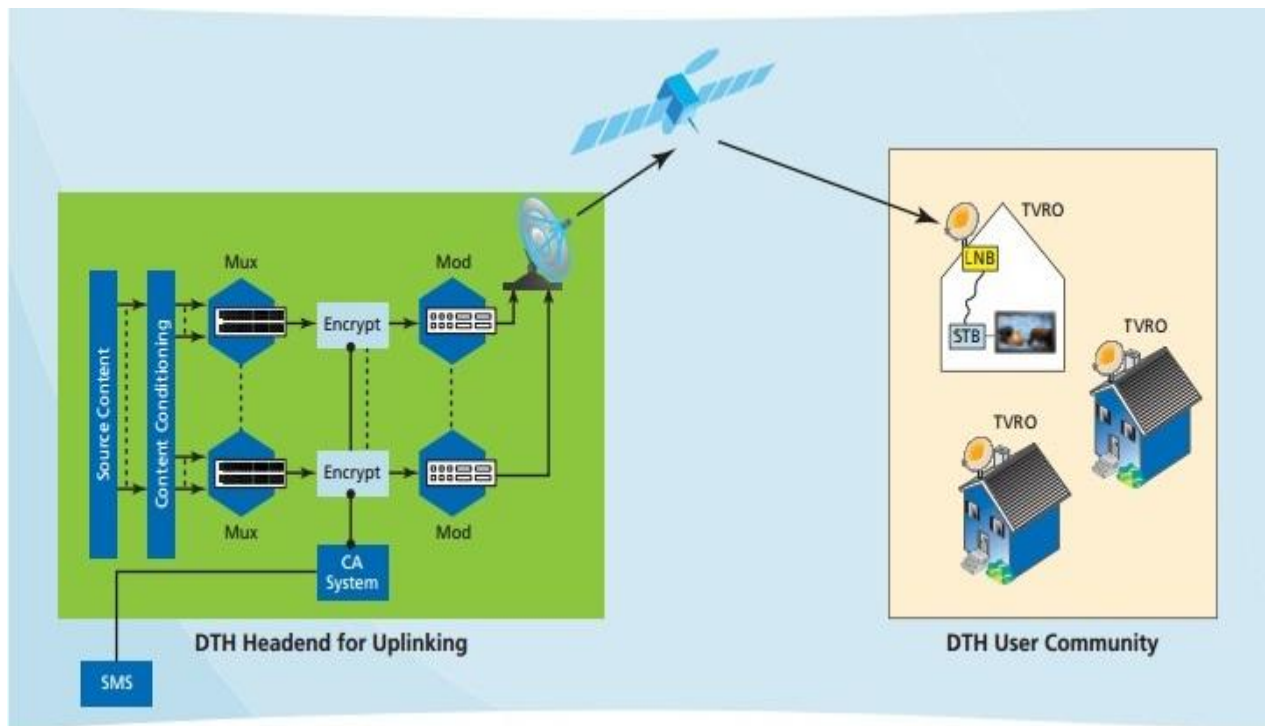 TVRO
LNB
STB
TVRO
TVRO
DTH User Community
Mux
Mod
Source Content
Content Conditioning
Encrypt
Encrypt
Mux
Mod
CA
System
DTH Headend for Uplinking
SMS